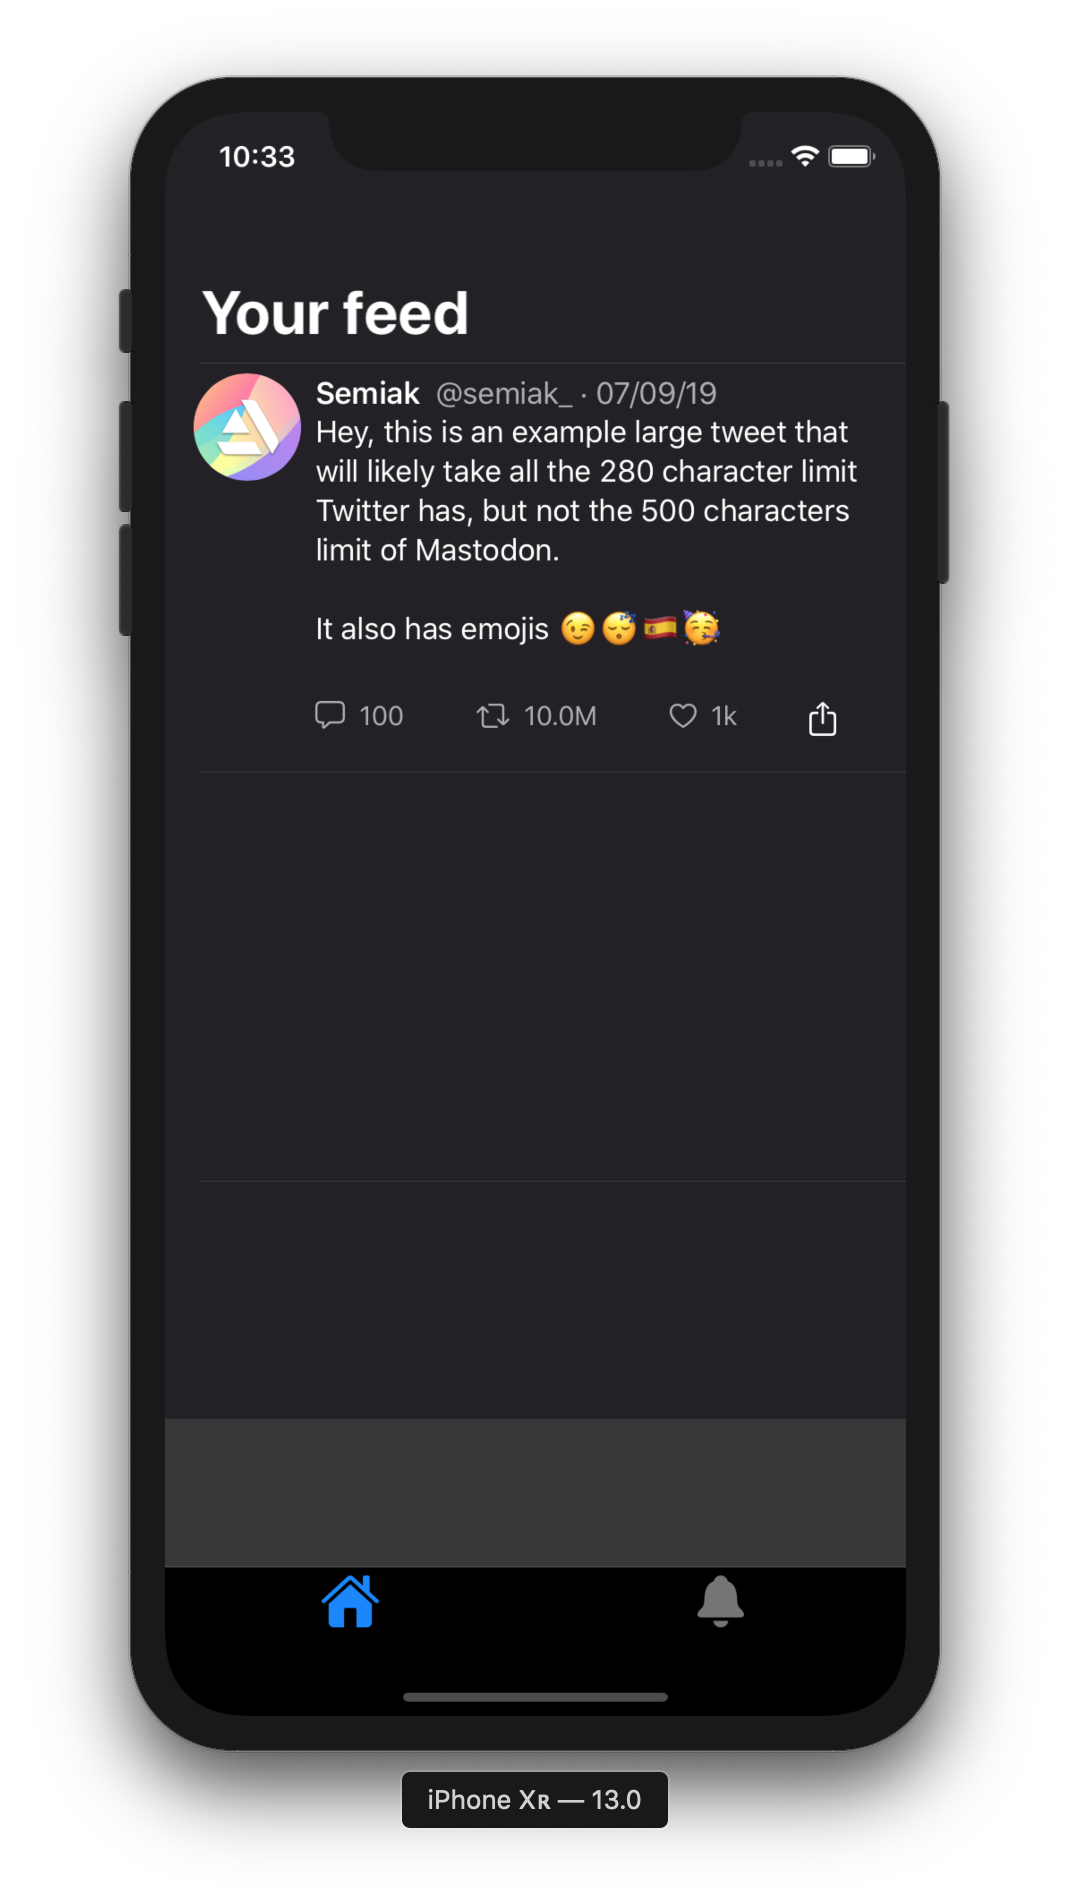 10:33
Your feed
Semiak @semiak_ · 07/09/19
Hey, this is an example large tweet that
will likely take all the 280 character limit
Twitter has, but not the 500 characters
limit of Mastodon.
It also has emojis 😉😴🇪🇸🥳
100 10.0M 1k
iPhone Xʀ — 13.0